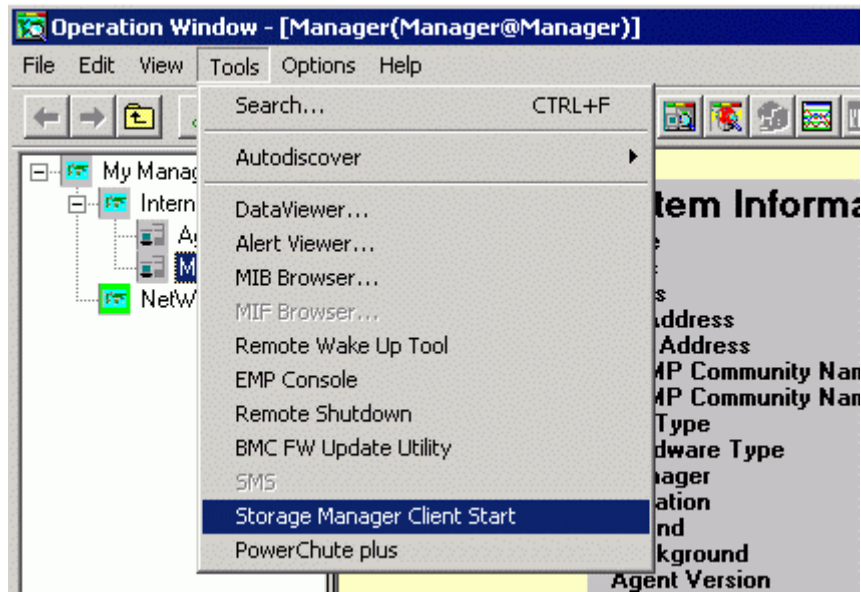 Operation Window - [Manager(Manager@Manager)]
File Edit View Tools Options Help
Search... CTRL+F
Autodiscover
DataViewer...
Alert Viewer...
MIB Browser...
MIF Browser...
Remote Wake Up Tool
EMP Console
Remote Shutdown
BMC FW Update Utility
SMS
Storage Manager Client Start
PowerChute plus
My Manag
Intern
A
M
NetW
tem Informa
ddress
Address
MP Community Nam
MP Community Nam
Type
dware Type
ager
ation
nd
kground
Agent Version